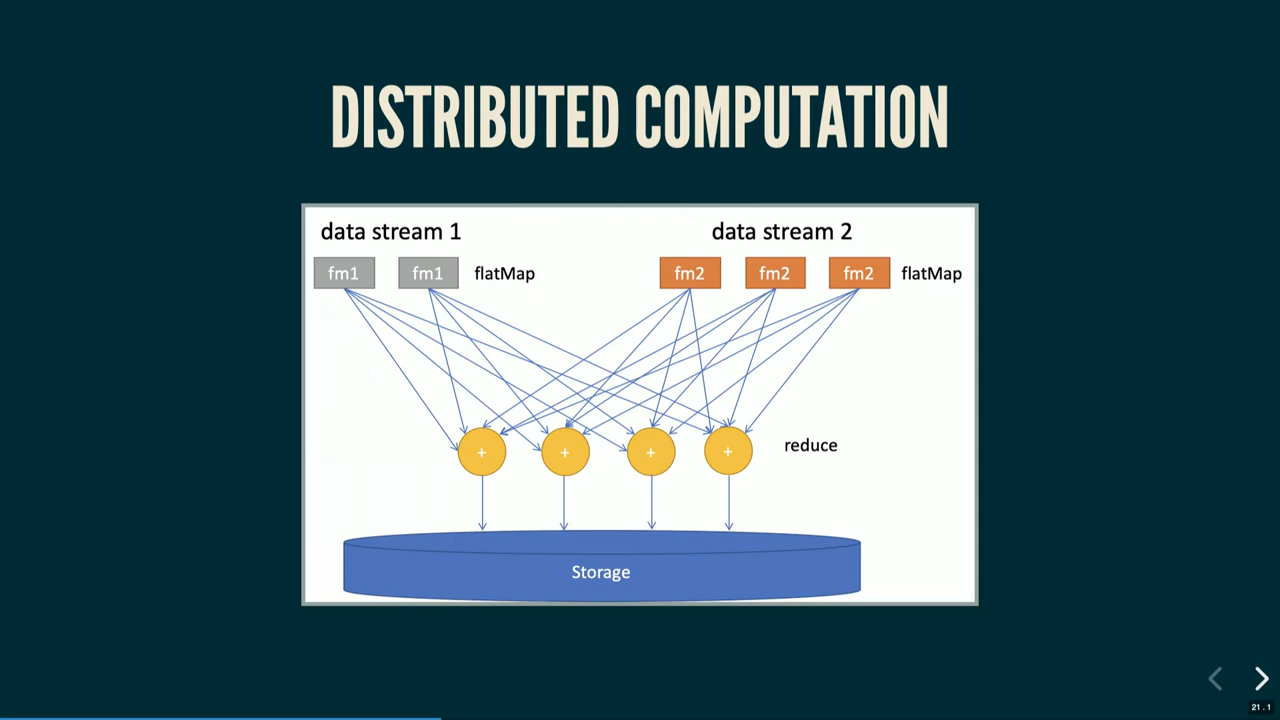 DISTRIBUTED COMPUTATION
data stream 1
data stream 2
fm1
fm1
flatMap
fm2
fm2
fm2
flatMap
+
+
+
+
reduce
Storage
21.1